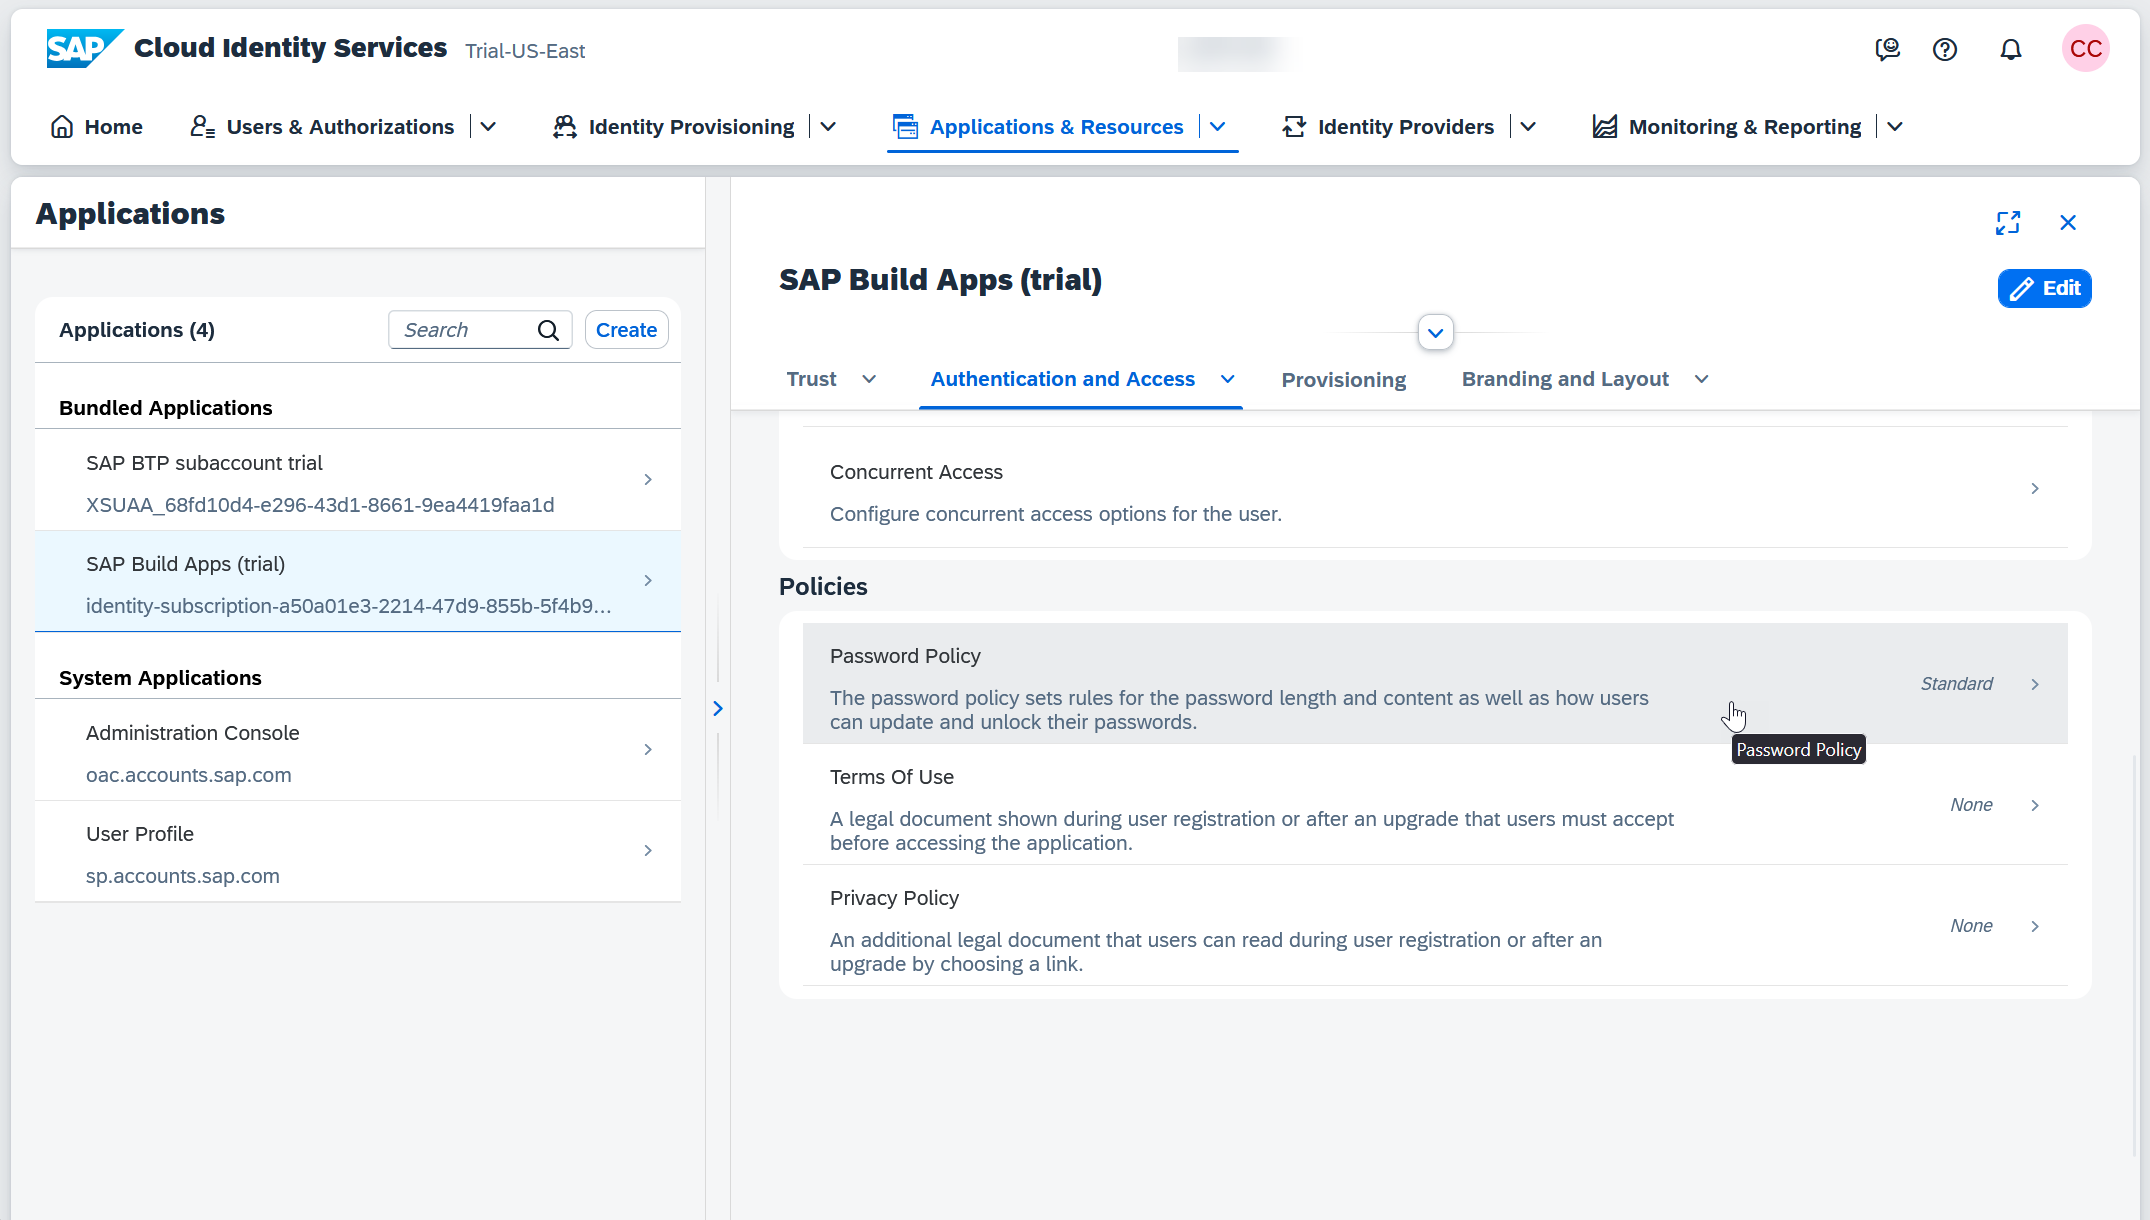 SAP Cloud Identity Services Trial-US-East
CC
Home Users & Authorizations Identity Provisioning Applications & Resources Identity Providers Monitoring & Reporting
Applications
Applications (4) Search Create
Bundled Applications
SAP BTP subaccount trial
XSUAA_68fd10d4-e296-43d1-8661-9ea4419faa1d
SAP Build Apps (trial)
identity-subscription-a50a01e3-2214-47d9-855b-5f4b9...
System Applications
Administration Console
oac.accounts.sap.com
User Profile
sp.accounts.sap.com
SAP Build Apps (trial)
Edit
Trust Authentication and Access Provisioning Branding and Layout
Concurrent Access
Configure concurrent access options for the user.
Policies
Password Policy
The password policy sets rules for the password length and content as well as how users
can update and unlock their passwords.
Standard
Password Policy
Terms Of Use
A legal document shown during user registration or after an upgrade that users must accept
before accessing the application.
None
Privacy Policy
An additional legal document that users can read during user registration or after an
upgrade by choosing a link.
None